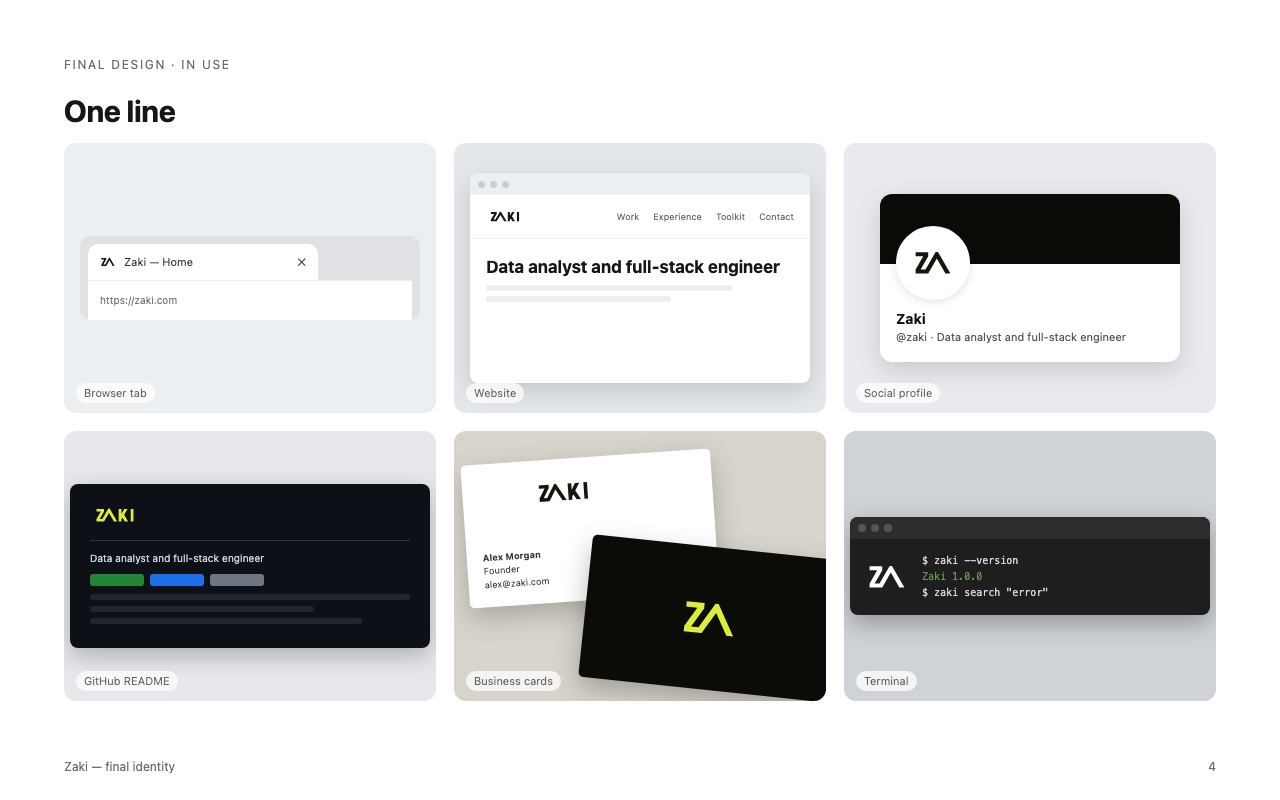 FINAL DESIGN · IN USE
One line
ZA Zaki — Home ×
https://zaki.com
Browser tab
ZAKI Work Experience Toolkit Contact
Data analyst and full-stack engineer
Website
ZA
Zaki
@zaki · Data analyst and full-stack engineer
Social profile
ZAKI
Data analyst and full-stack engineer
GitHub README
ZAKI
Alex Morgan
Founder
alex@zaki.com
ZA
Business cards
ZA
$ zaki --version
Zaki 1.0.0
$ zaki search "error"
Terminal
Zaki — final identity
4